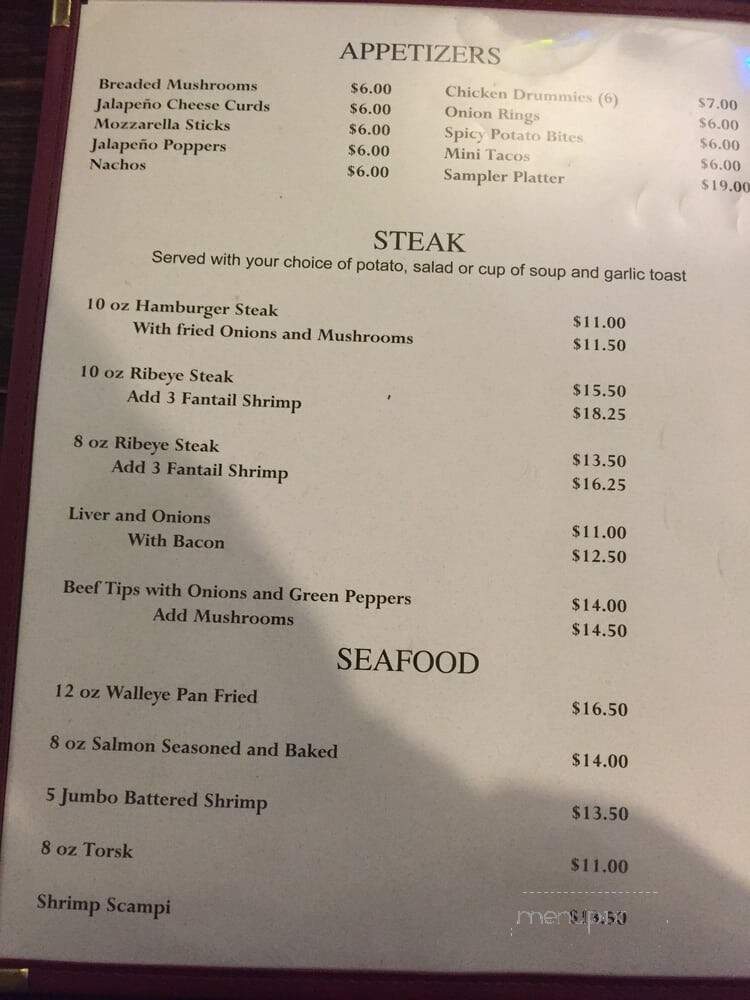 APPETIZERS
Breaded Mushrooms $6.00
Jalapeño Cheese Curds $6.00
Mozzarella Sticks $6.00
Jalapeño Poppers $6.00
Nachos $6.00
Chicken Drummies (6) $7.00
Onion Rings $6.00
Spicy Potato Bites $6.00
Mini Tacos $6.00
Sampler Platter $19.00
STEAK
Served with your choice of potato, salad or cup of soup and garlic toast
10 oz Hamburger Steak $11.00
With fried Onions and Mushrooms $11.50
10 oz Ribeye Steak $15.50
Add 3 Fantail Shrimp $18.25
8 oz Ribeye Steak $13.50
Add 3 Fantail Shrimp $16.25
Liver and Onions $11.00
With Bacon $12.50
Beef Tips with Onions and Green Peppers $14.00
Add Mushrooms $14.50
SEAFOOD
12 oz Walleye Pan Fried $16.50
8 oz Salmon Seasoned and Baked $14.00
5 Jumbo Battered Shrimp $13.50
8 oz Torsk $11.00
Shrimp Scampi